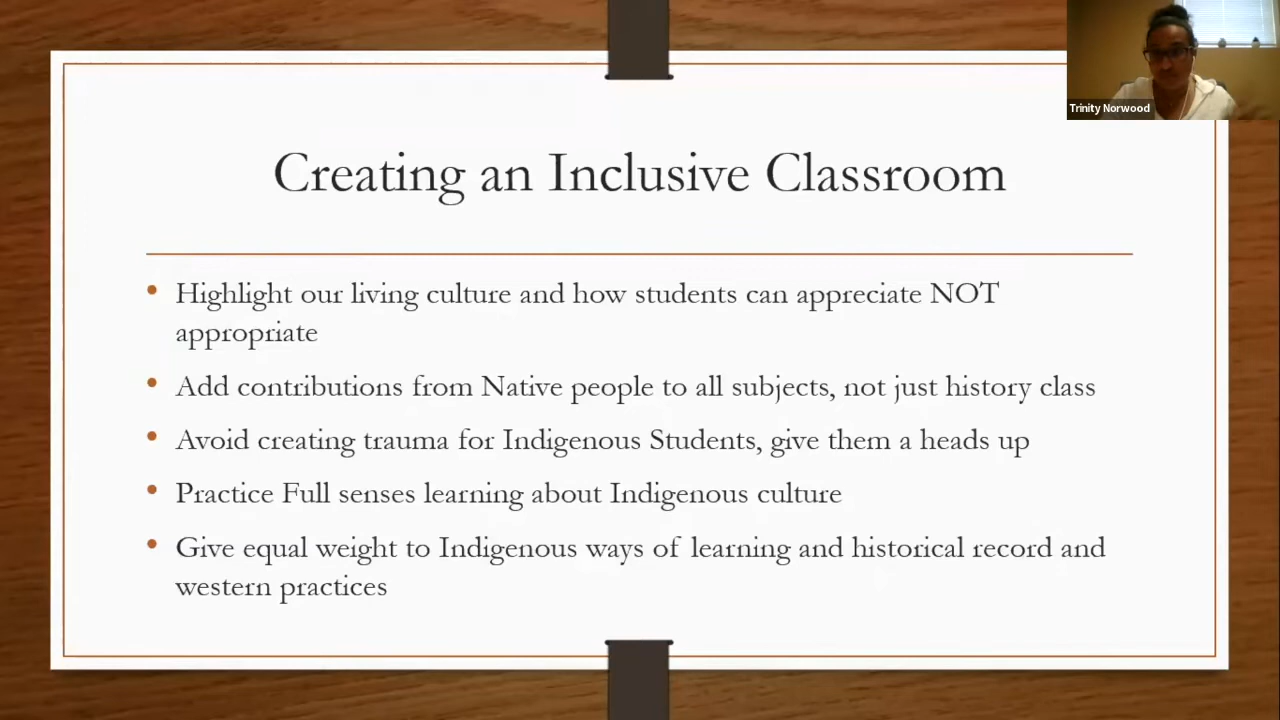 Trinity Norwood
Creating an Inclusive Classroom
• Highlight our living culture and how students can appreciate NOT
appropriate
• Add contributions from Native people to all subjects, not just history class
• Avoid creating trauma for Indigenous Students, give them a heads up
• Practice Full senses learning about Indigenous culture
• Give equal weight to Indigenous ways of learning and historical record and
western practices